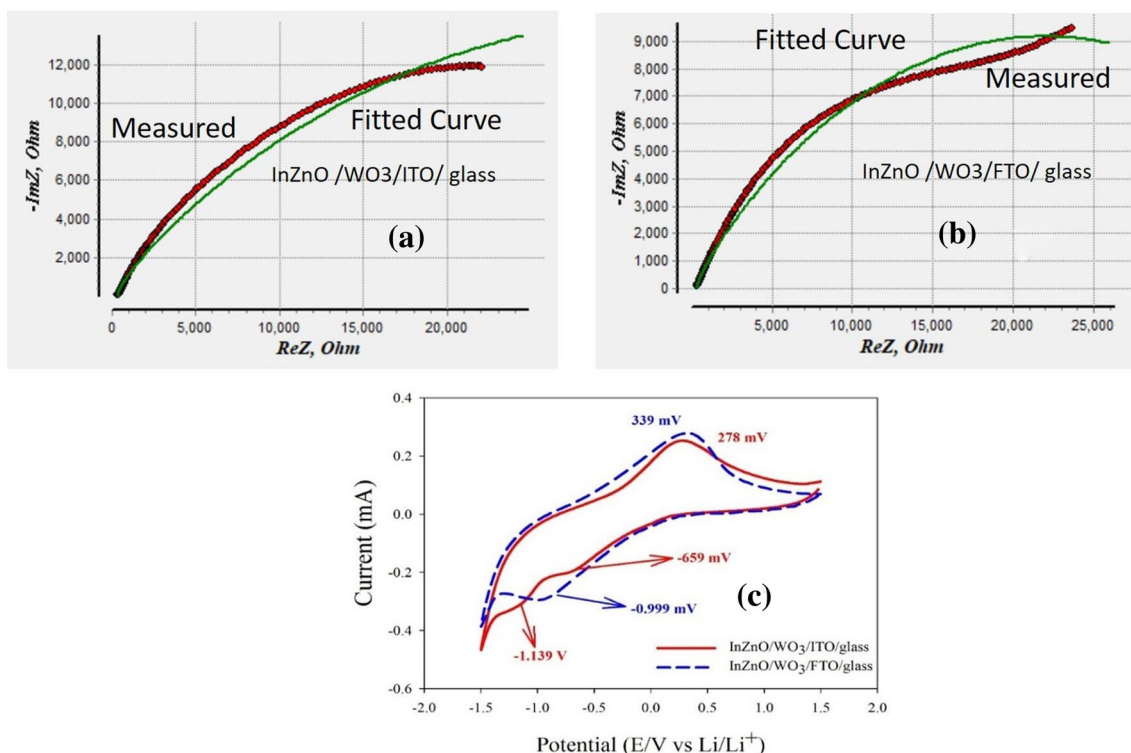 12,000
10,000
8,000
6,000
4,000
2,000
-ImZ, Ohm
Measured
Fitted Curve
InZnO /WO3/ITO/ glass
(a)
0
5,000
10,000
15,000
20,000
ReZ, Ohm
9,000
8,000
7,000
6,000
5,000
4,000
3,000
2,000
1,000
0
-ImZ, Ohm
Fitted Curve
Measured
InZnO /WO3/FTO/ glass
(b)
5,000
10,000
15,000
20,000
25,000
ReZ, Ohm
0.4
0.2
0.0
-0.2
-0.4
-0.6
Current (mA)
339 mV
278 mV
-659 mV
-0.999 mV
-1.139 V
(c)
InZnO/WO3/ITO/glass
InZnO/WO3/FTO/glass
-2.0
-1.5
-1.0
-0.5
0.0
0.5
1.0
1.5
2.0
Potential (E/V vs Li/Li+)